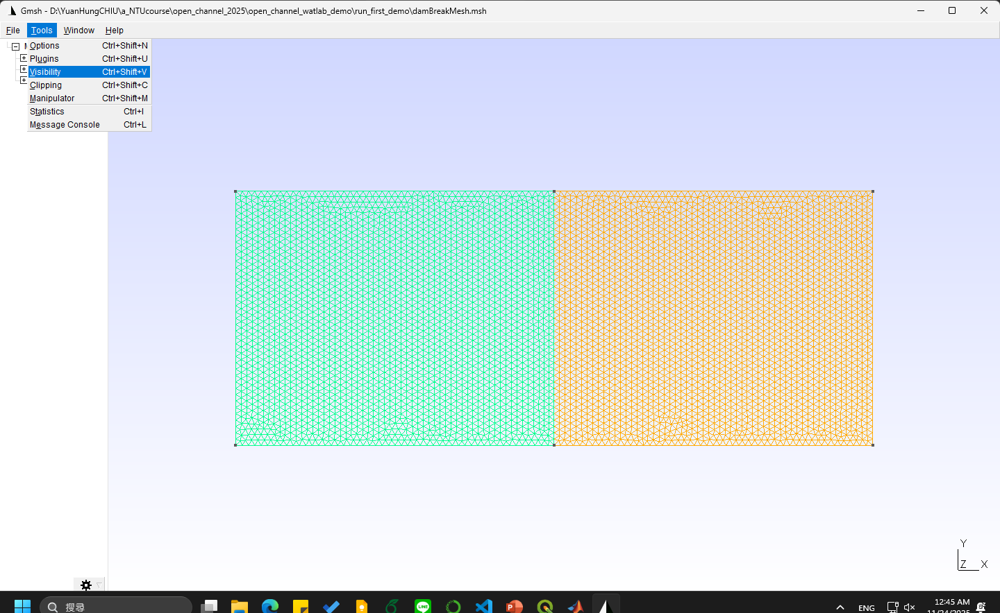 Gmsh - D:\YuanHungCHIU\a_NTUcourse\open_channel_2025\open_channel_watlab_demo\run_first_demo\damBreakMesh.msh
File Tools Window Help
Options Ctrl+Shift+N
Plugins Ctrl+Shift+U
Visibility Ctrl+Shift+V
Clipping Ctrl+Shift+C
Manipulator Ctrl+Shift+M
Statistics Ctrl+I
Message Console Ctrl+L
Y
Z X
搜尋
LINE
P
ENG
12:45 AM
11/24/2025